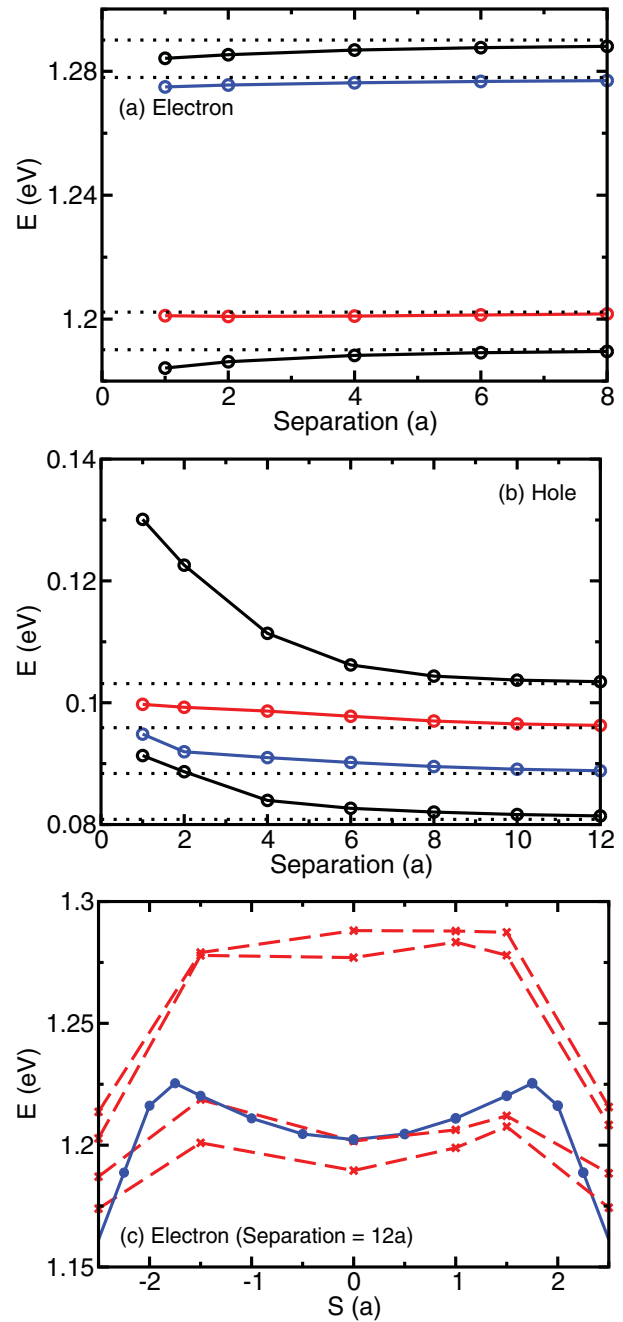 1.28
(a) Electron
E (eV)
1.24
1.2
0 2 4 6 8
Separation (a)
0.14
(b) Hole
0.12
E (eV)
0.1
0.08
0 2 4 6 8 10 12
Separation (a)
1.3
1.25
E (eV)
1.2
(c) Electron (Separation = 12a)
1.15
-2 -1 0 1 2
S (a)